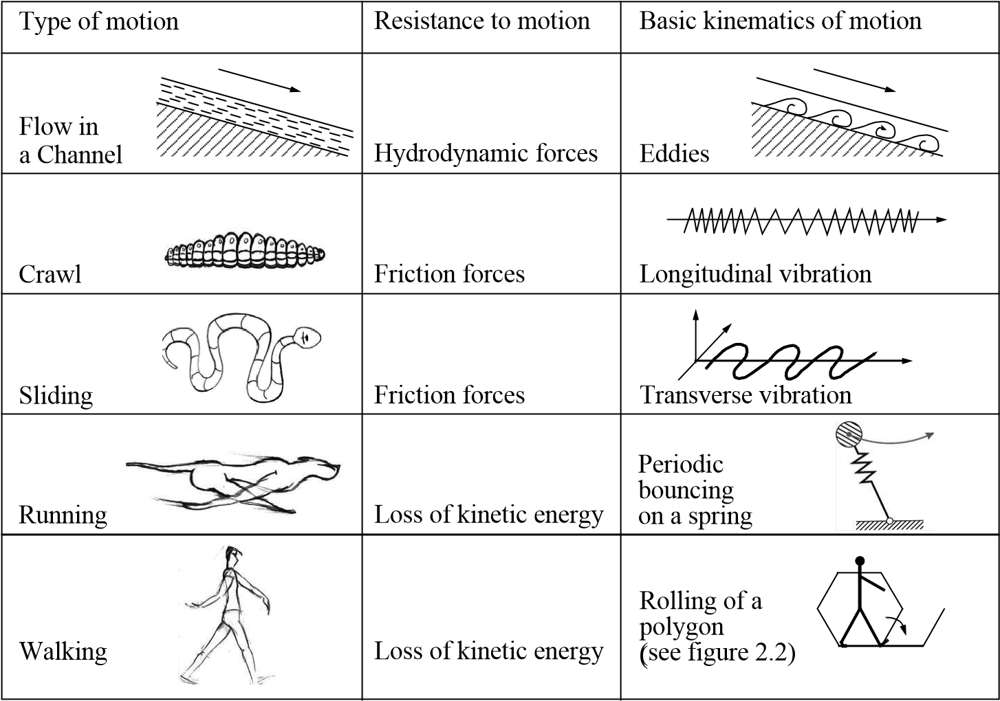 Type of motion
Resistance to motion
Basic kinematics of motion
Flow in
a Channel
Hydrodynamic forces
Eddies
Crawl
Friction forces
Longitudinal vibration
Sliding
Friction forces
Transverse vibration
Running
Loss of kinetic energy
Periodic
bouncing
on a spring
Walking
Loss of kinetic energy
Rolling of a
polygon
(see figure 2.2)